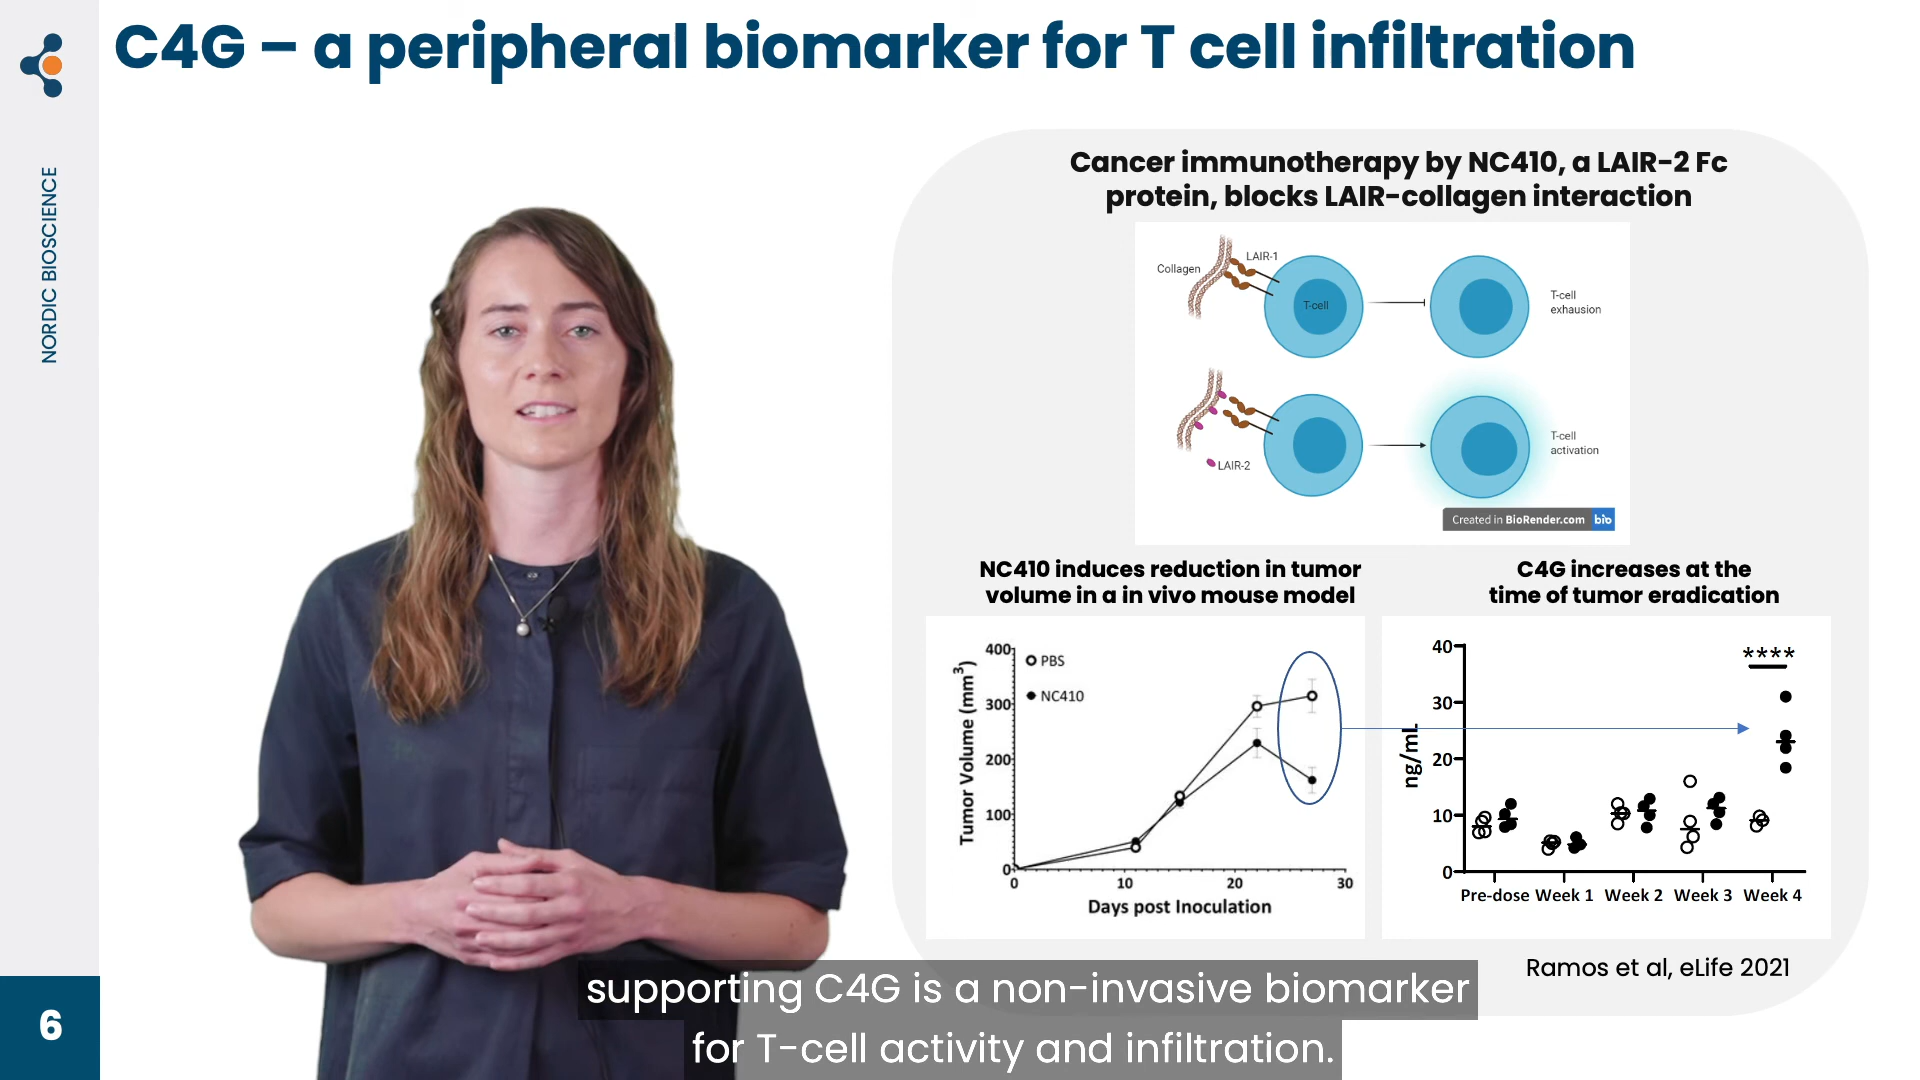 C4G – a peripheral biomarker for T cell infiltration
NORDIC BIOSCIENCE
Cancer immunotherapy by NC410, a LAIR-2 Fc
protein, blocks LAIR-collagen interaction
Collagen
LAIR-1
T-cell
T-cell
exhausion
LAIR-2
T-cell
activation
Created in BioRender.com bio
NC410 induces reduction in tumor
volume in a in vivo mouse model
Tumor Volume (mm³)
400
300
200
100
0
PBS
NC410
0 10 20 30
Days post Inoculation
C4G increases at the
time of tumor eradication
ng/mL
40
30
20
10
0
****
Pre-dose Week 1 Week 2 Week 3 Week 4
Ramos et al, eLife 2021
supporting C4G is a non-invasive biomarker
for T-cell activity and infiltration.
6